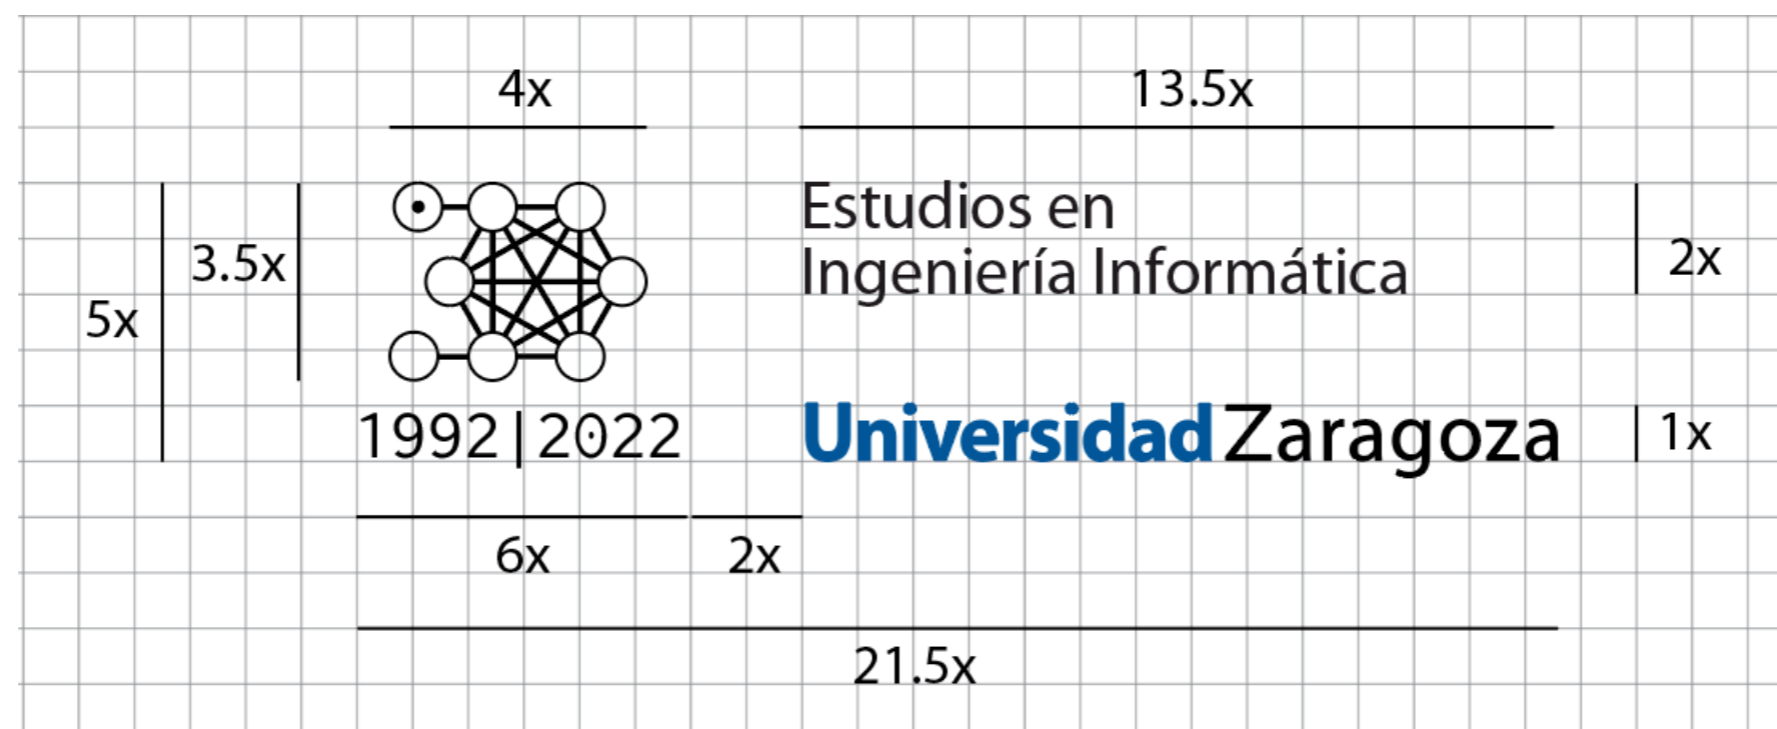 4x
13.5x
Estudios en
Ingeniería Informática
3.5x
2x
5x
1992|2022
UniversidadZaragoza
1x
6x
2x
21.5x